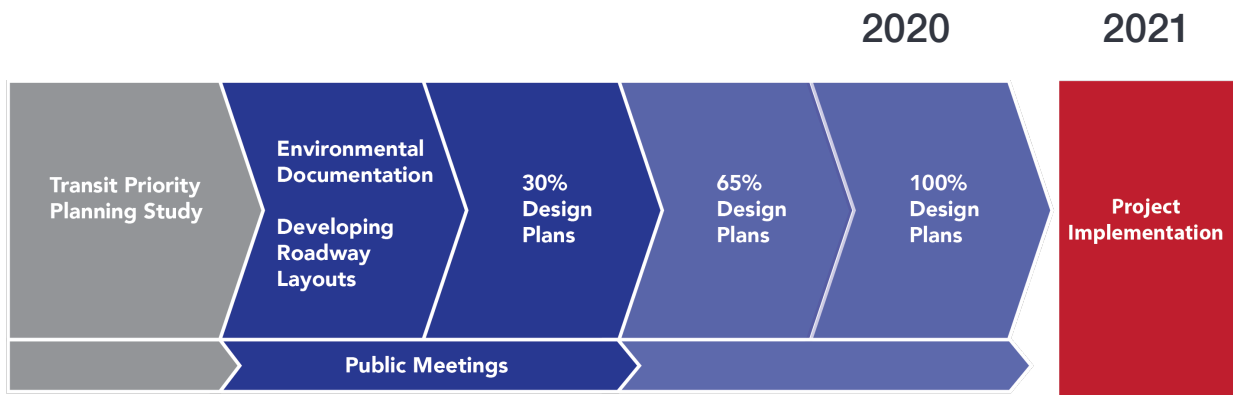 2020
2021
Transit Priority
Planning Study
Environmental
Documentation
Developing
Roadway
Layouts
30%
Design
Plans
65%
Design
Plans
100%
Design
Plans
Project
Implementation
Public Meetings